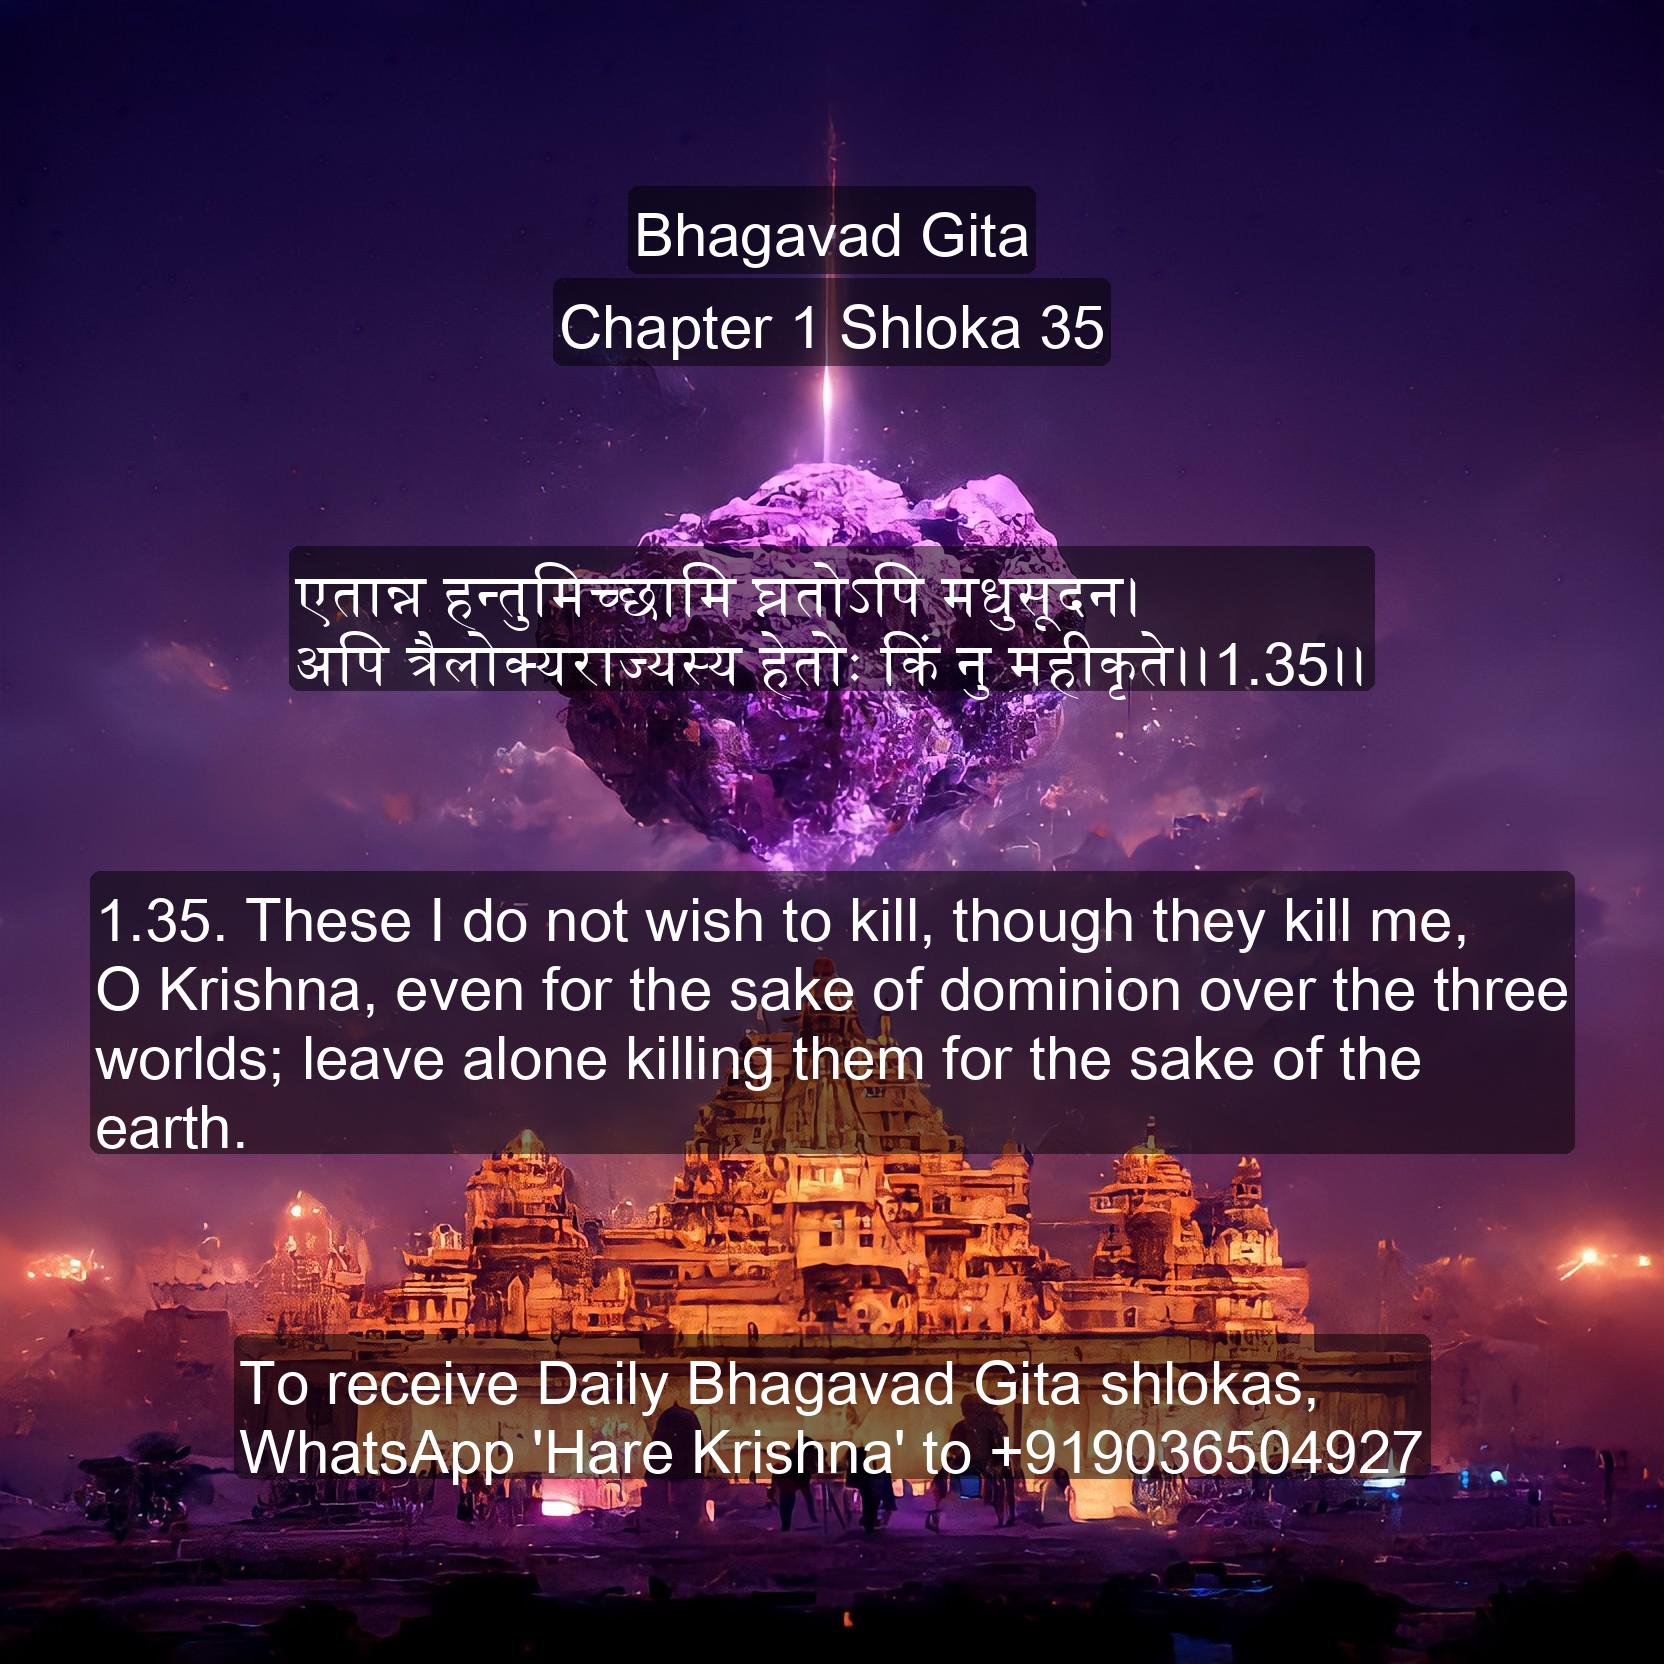 Bhagavad Gita
Chapter 1 Shloka 35
एतान्न हन्तुमिच्छामि घ्नतोऽपि मधुसूदन।
अपि त्रैलोक्यराज्यस्य हेतोः किं नु महीकृते।।1.35।।
1.35. These I do not wish to kill, though they kill me,
O Krishna, even for the sake of dominion over the three
worlds; leave alone killing them for the sake of the
earth.
To receive Daily Bhagavad Gita shlokas,
WhatsApp 'Hare Krishna' to +919036504927